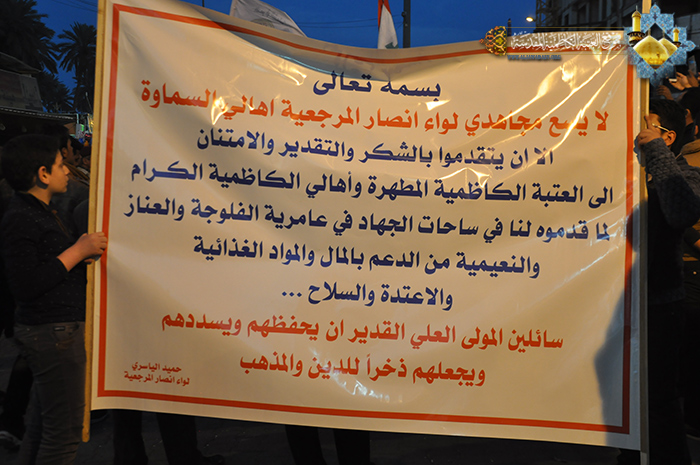 بسمه تعالى
لا يسع مجاهدي لواء انصار المرجعية اهالي السماوة
الا ان يتقدموا بالشكر والتقدير والامتنان
الى العتبة الكاظمية المطهرة وأهالي الكاظمية الكرام
لما قدموه لنا في ساحات الجهاد في عامرية الفلوجة والعناز
والنعيمية من الدعم بالمال والمواد الغذائية
والاعتدة والسلاح ...
سائلين المولى العلي القدير ان يحفظهم ويسددهم
ويجعلهم ذخراً للدين والمذهب
حميد الياسري
لواء انصار المرجعية